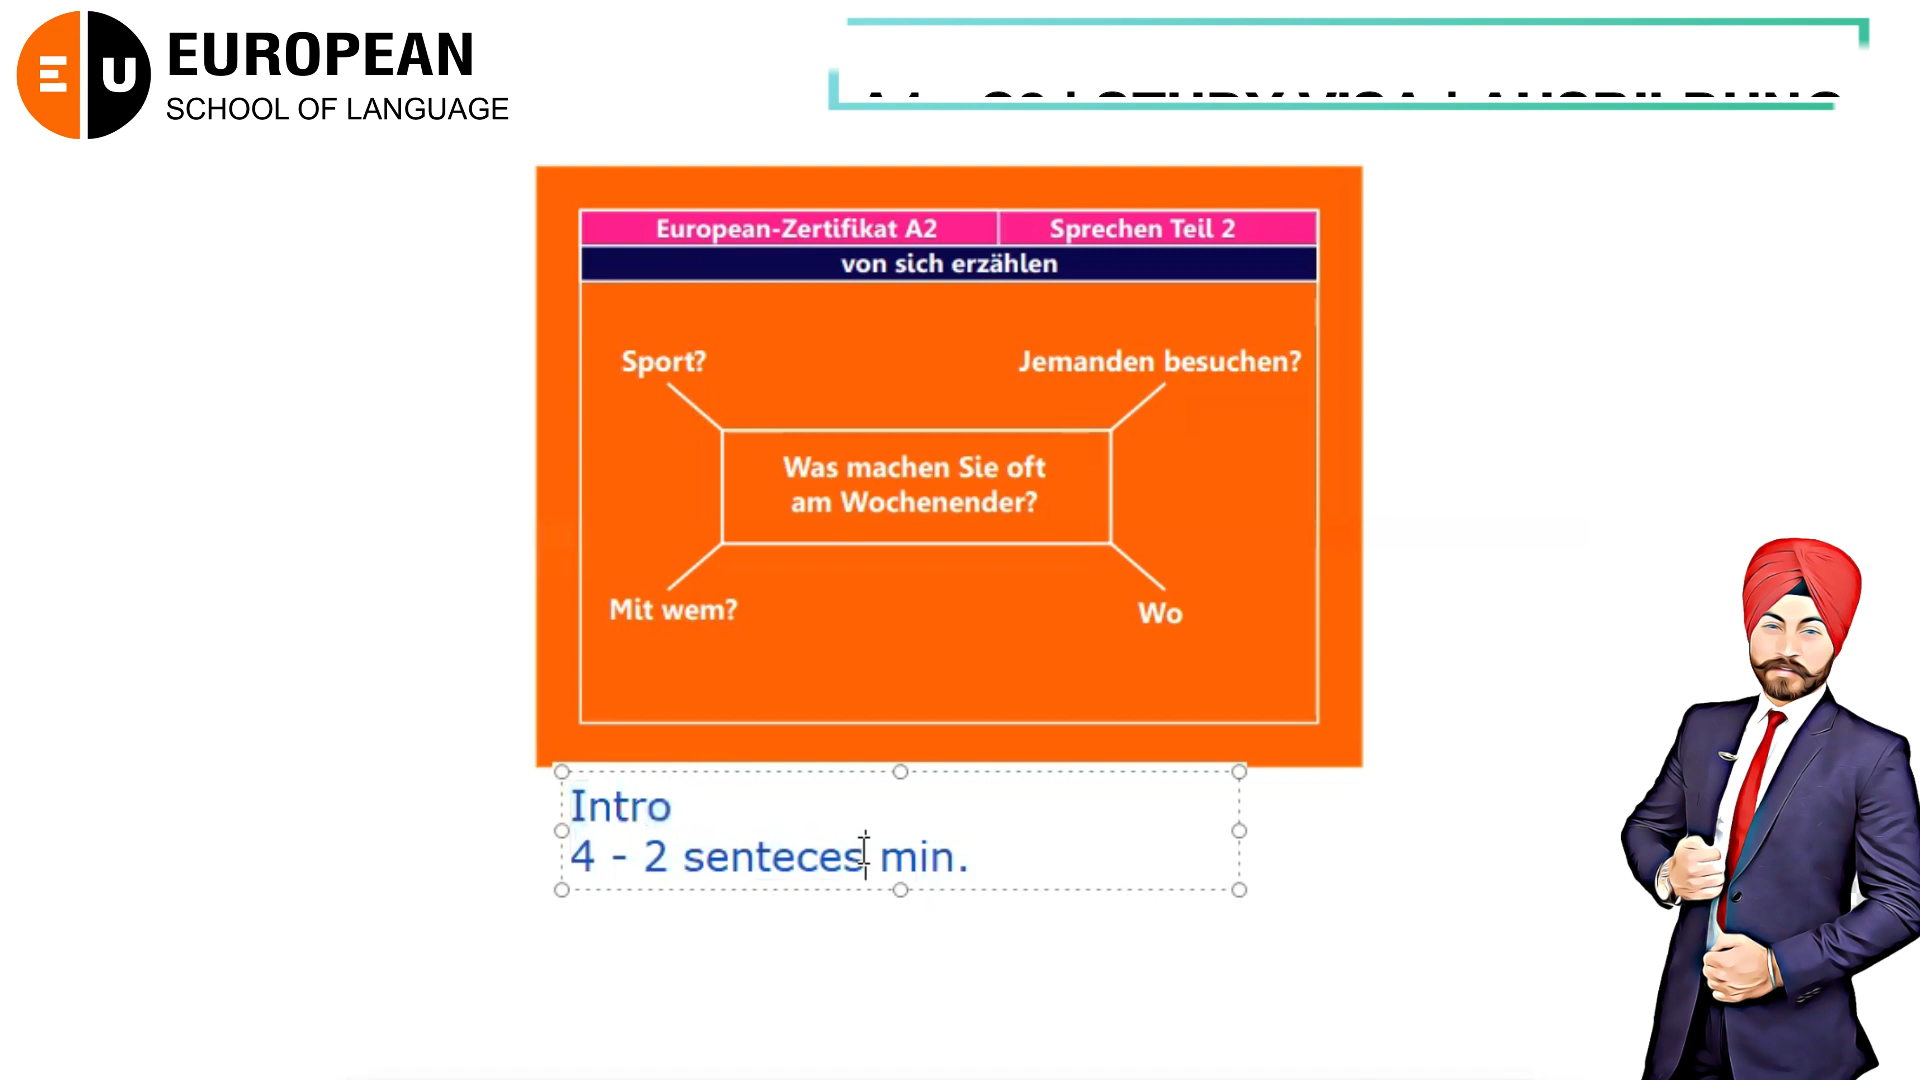 E U EUROPEAN
SCHOOL OF LANGUAGE
European-Zertifikat A2 Sprechen Teil 2
von sich erzählen
Sport? Jemanden besuchen?
Was machen Sie oft
am Wochenender?
Mit wem? Wo
Intro
4 - 2 senteces min.